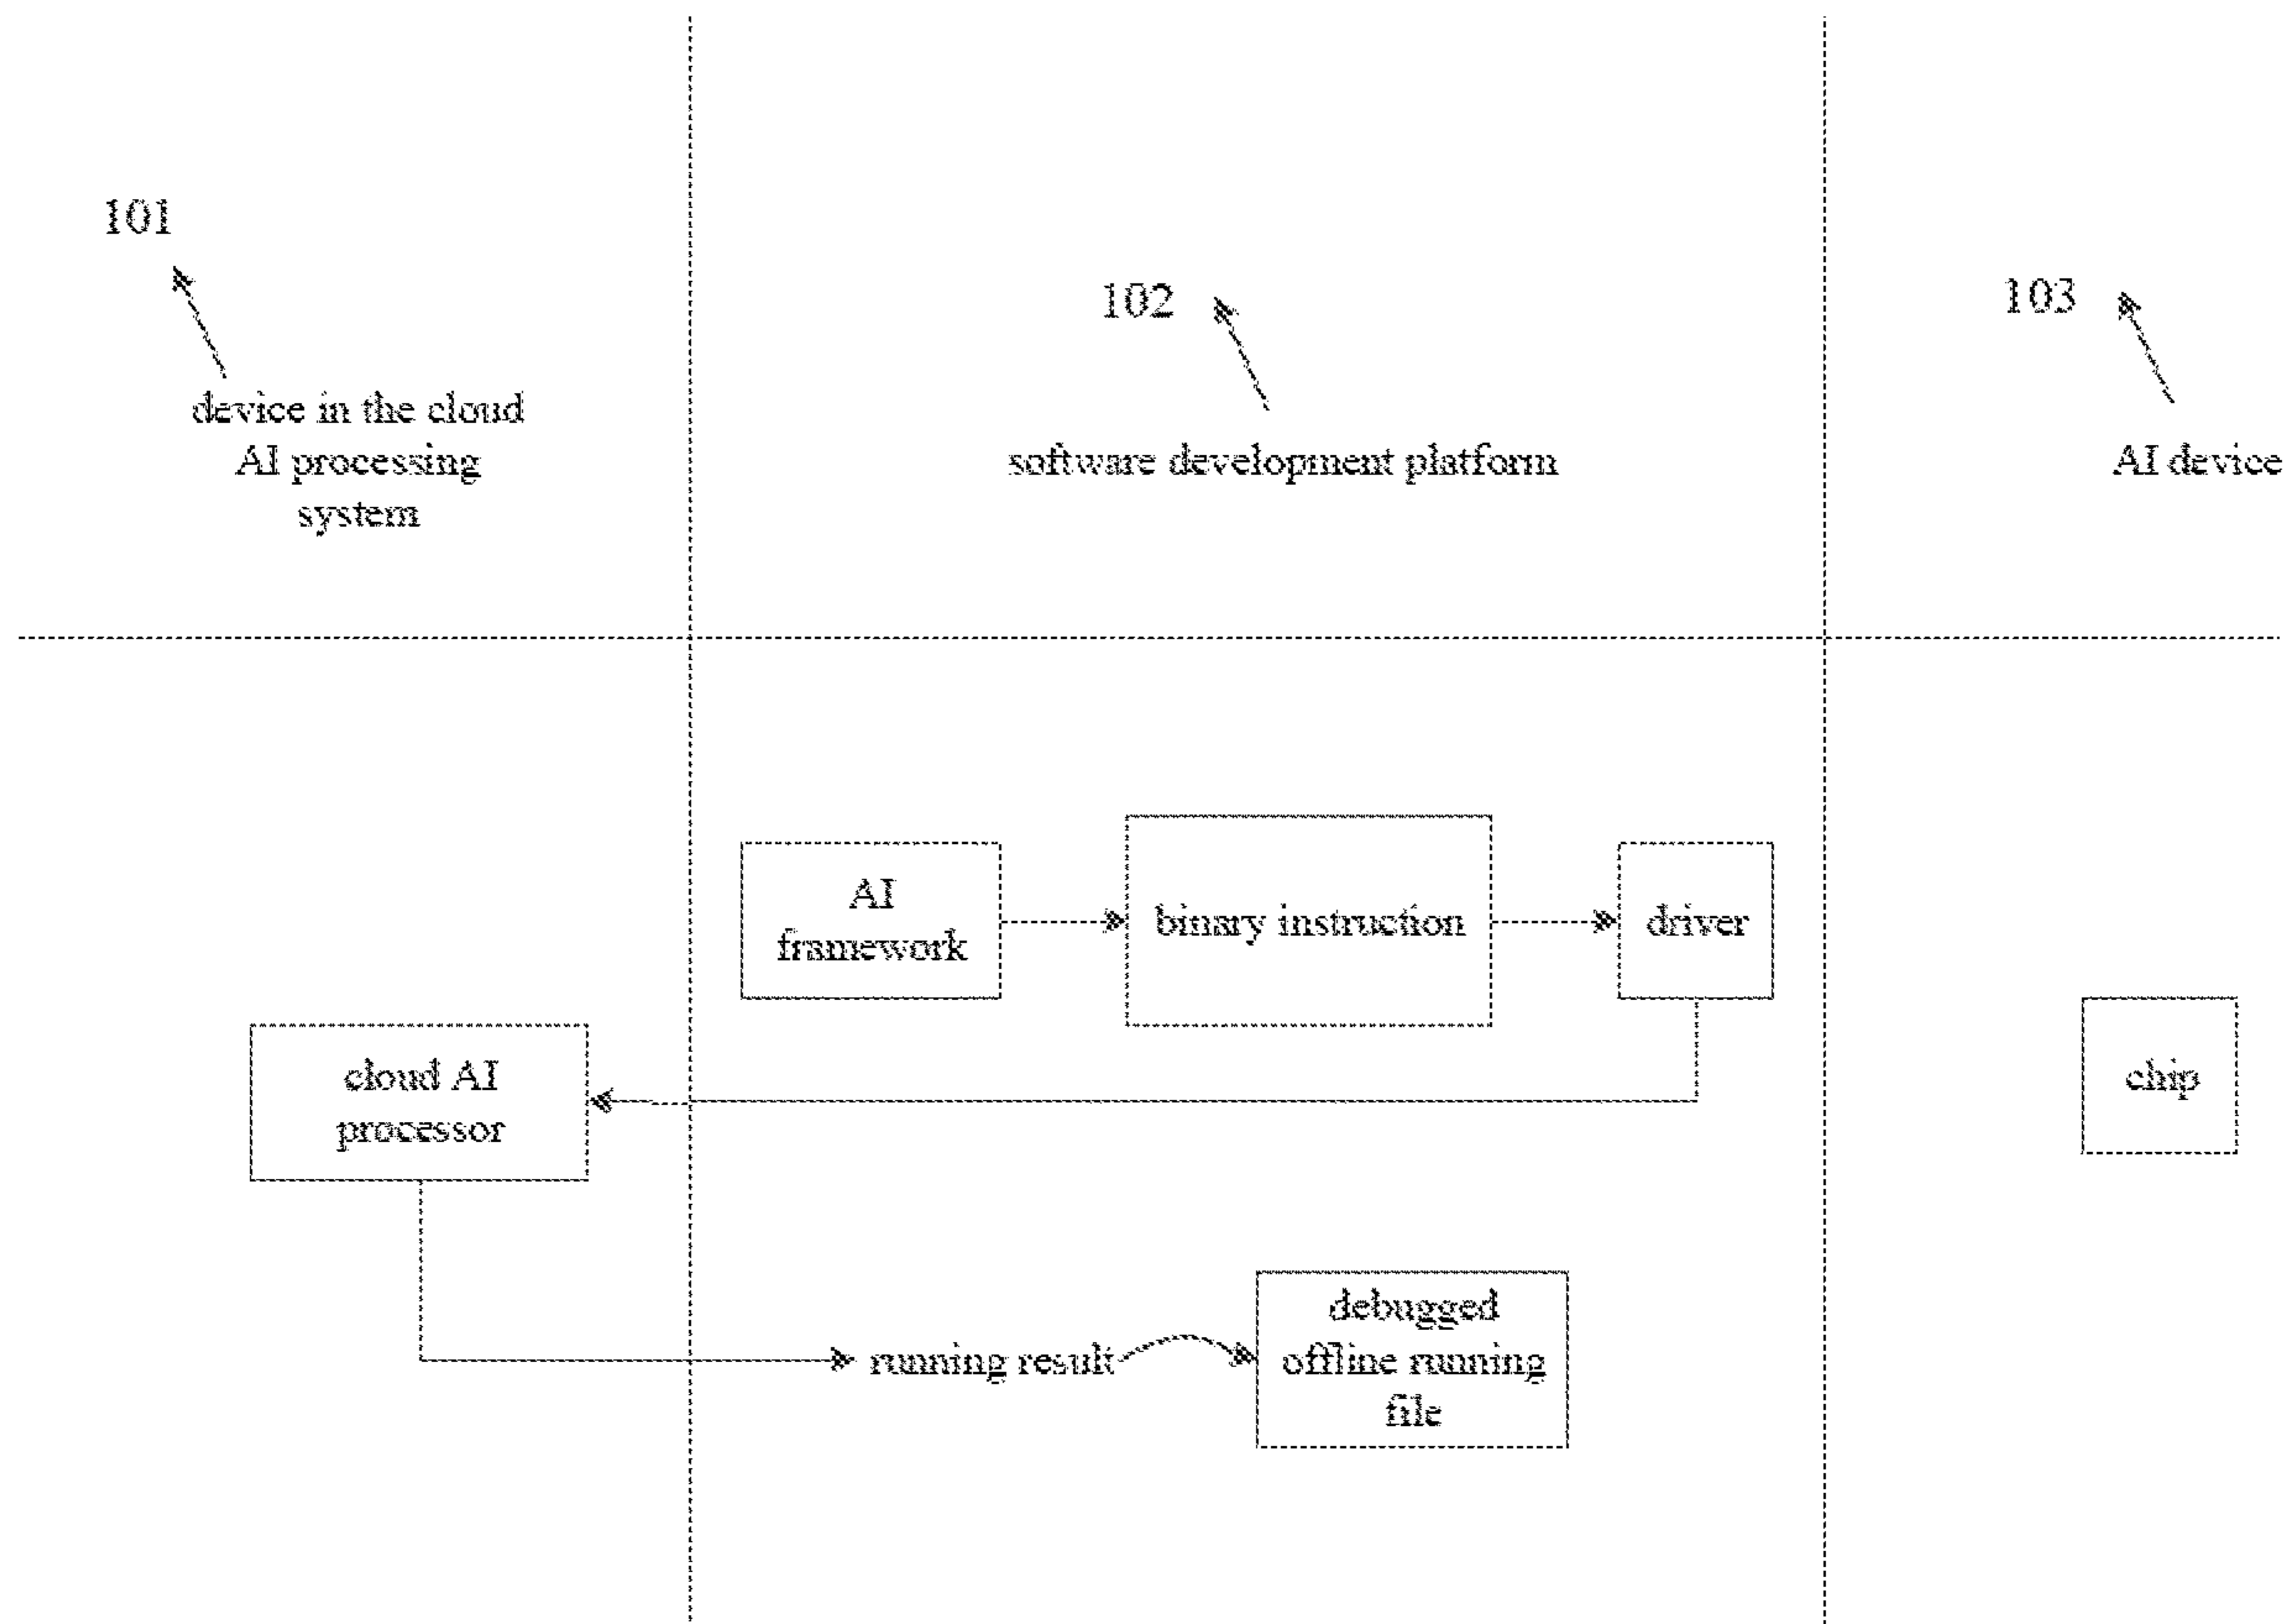 101
device in the cloud
AI processing
system
102
software development platform
103
AI device
AI
framework
binary instruction
driver
cloud AI
processor
chip
running result
debugged
offline running
file